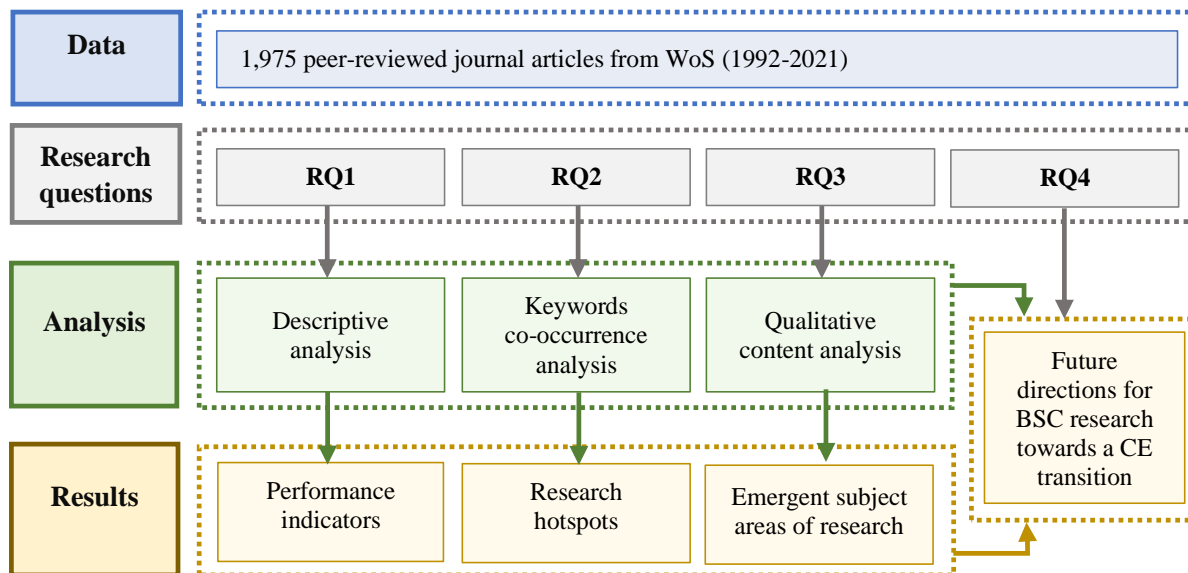 Data
1,975 peer-reviewed journal articles from WoS (1992-2021)
Research
questions
RQ1
RQ2
RQ3
RQ4
Analysis
Descriptive
analysis
Keywords
co-occurrence
analysis
Qualitative
content analysis
Future
directions for
BSC research
towards a CE
transition
Results
Performance
indicators
Research
hotspots
Emergent subject
areas of research